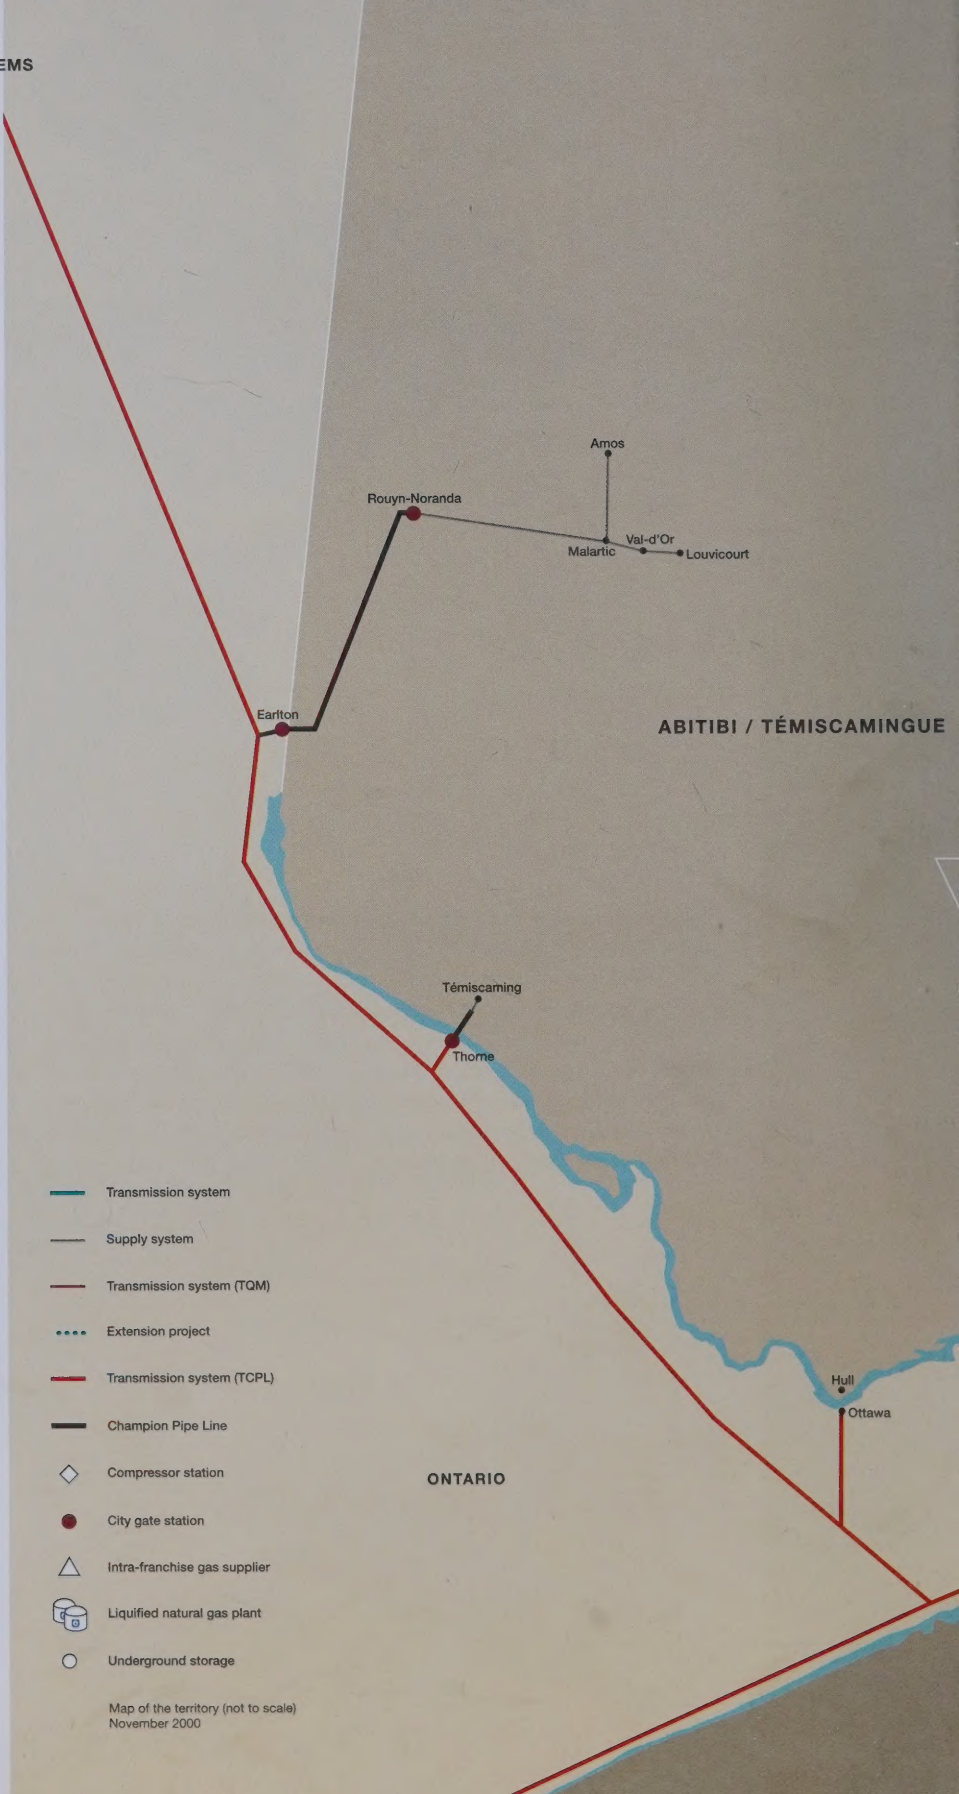 EMS
Amos
Rouyn-Noranda
Malartic
Val-d'Or
Louvicourt
Earlton
ABITIBI / TÉMISCAMINGUE
Témiscaming
Thorne
Transmission system
Supply system
Transmission system (TQM)
Extension project
Transmission system (TCPL)
Hull
Ottawa
Champion Pipe Line
Compressor station
ONTARIO
City gate station
Intra-franchise gas supplier
Liquified natural gas plant
Underground storage
Map of the territory (not to scale)
November 2000